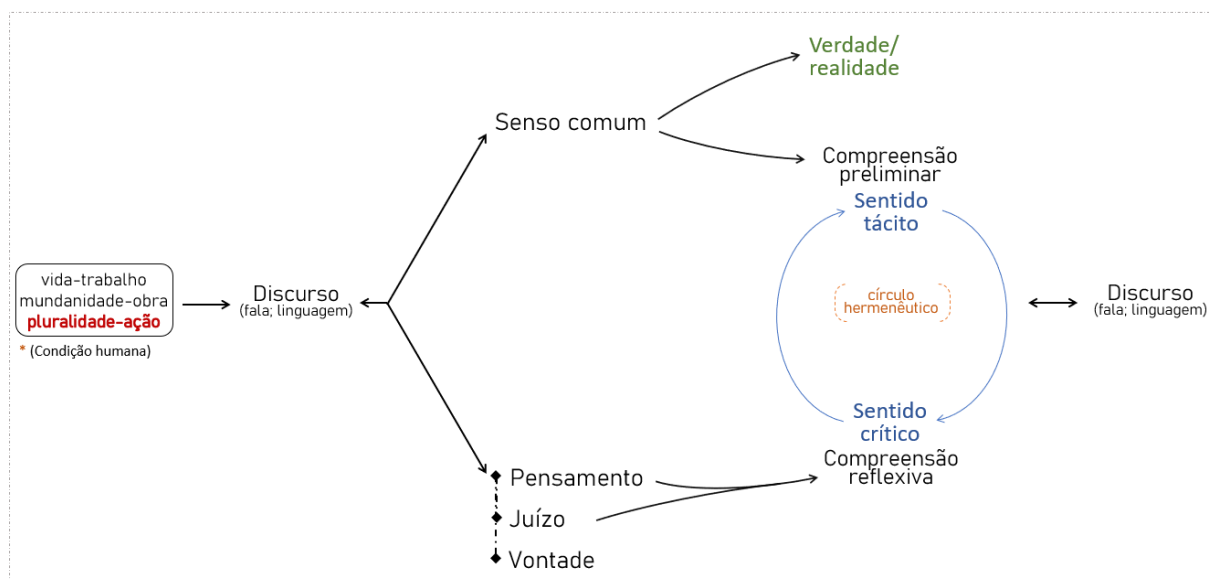 Verdade/
realidade
Senso comum
Compreensão
preliminar
Sentido
tácito
vida-trabalho
mundanidade-obra
pluralidade-ação
* (Condição humana)
Discurso
(fala; linguagem)
círculo
hermenêutico
Discurso
(fala; linguagem)
Sentido
crítico
Compreensão
reflexiva
Pensamento
Juízo
Vontade